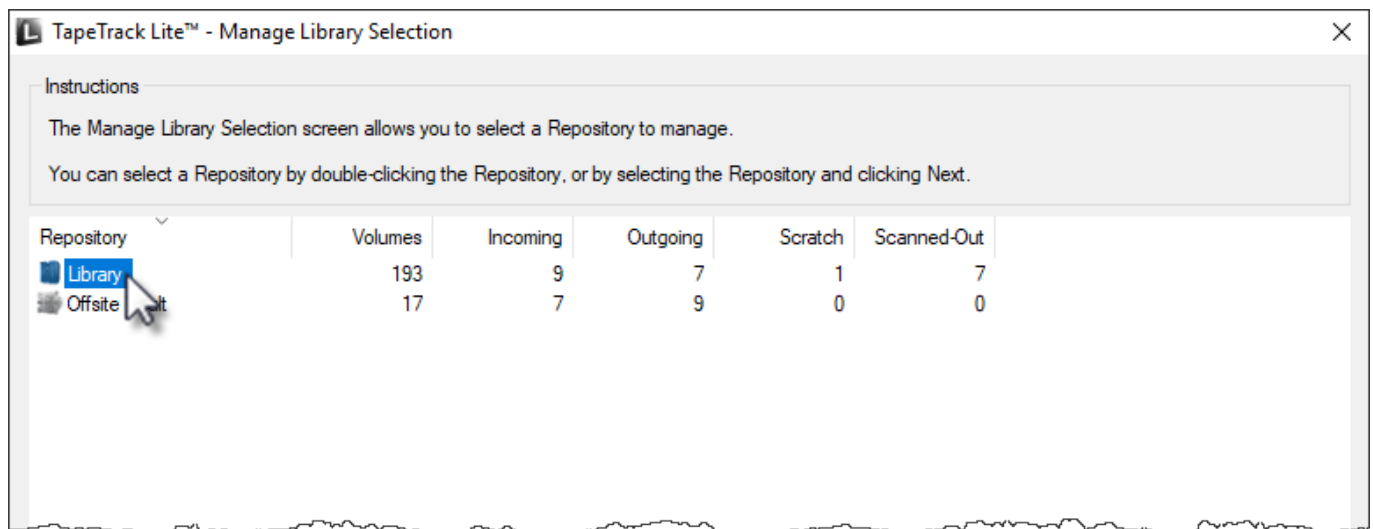 TapeTrack Lite™ - Manage Library Selection
Instructions
The Manage Library Selection screen allows you to select a Repository to manage.
You can select a Repository by double-clicking the Repository, or by selecting the Repository and clicking Next.
Repository Volumes Incoming Outgoing Scratch Scanned-Out
Library 193 9 7 1 7
Offsite 17 7 9 0 0